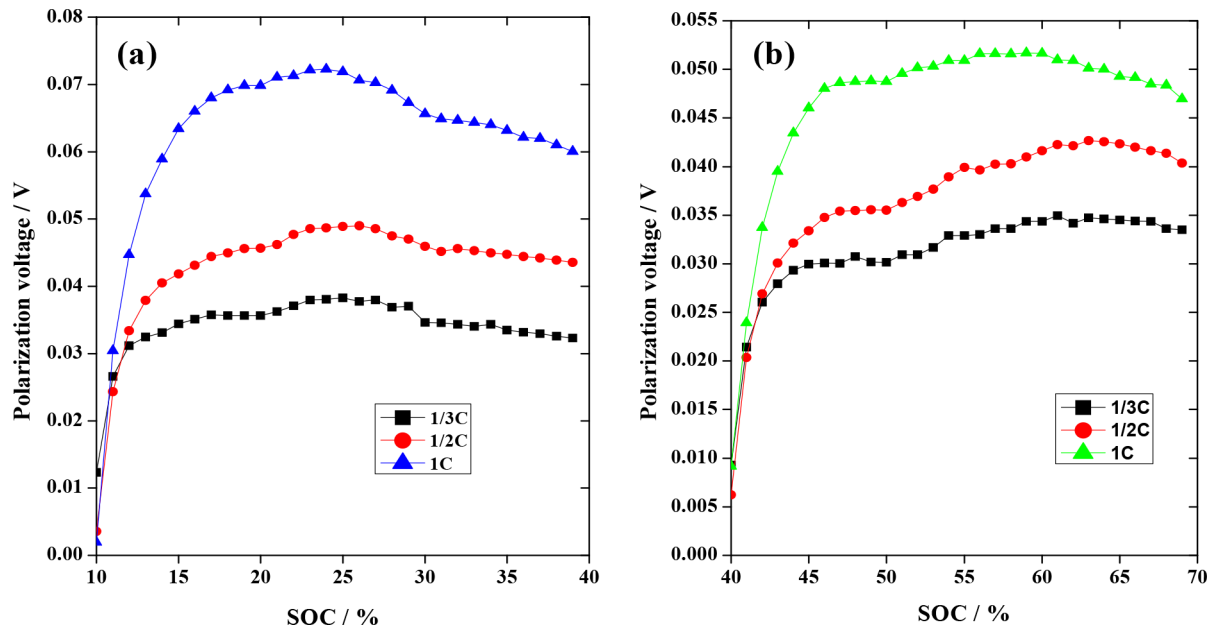 (a)
Polarization voltage / V
0.08
0.07
0.06
0.05
0.04
0.03
0.02
0.01
0.00
10 15 20 25 30 35 40
SOC / %
1/3C
1/2C
1C
(b)
Polarization voltage / V
0.055
0.050
0.045
0.040
0.035
0.030
0.025
0.020
0.015
0.010
0.005
0.000
40 45 50 55 60 65 70
SOC / %
1/3C
1/2C
1C